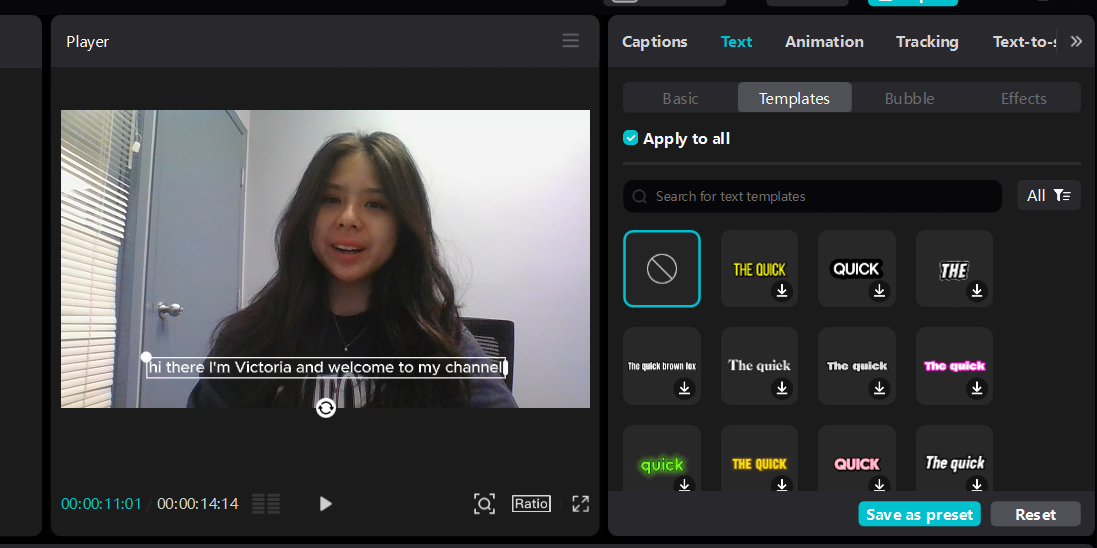 Player
hi there I'm Victoria and welcome to my channel
00:00:11:01 / 00:00:14:14
Ratio
Captions Text Animation Tracking Text-to-s
Basic Templates Bubble Effects
Apply to all
Search for text templates
All
THE QUICK
QUICK
THE
The quick brown fox
The quick
The quick
The quick
quick
THE QUICK
QUICK
The quick
Save as preset
Reset